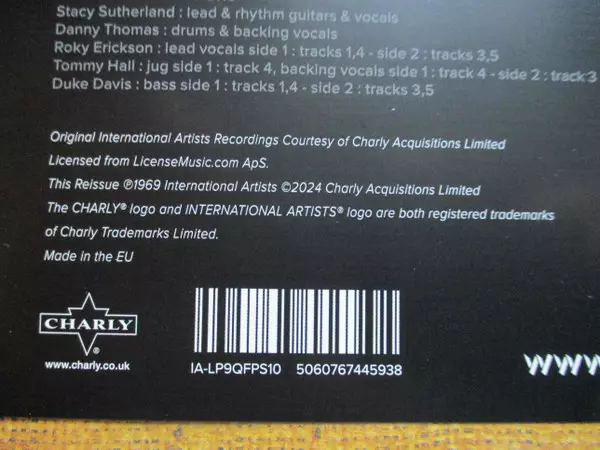 Stacy Sutherland : lead & rhythm guitars & vocals
Danny Thomas : drums & backing vocals
Roky Erickson : lead vocals side 1 : tracks 1,4 - side 2 : tracks 3,5
Tommy Hall : jug side 1 : track 4, backing vocals side 1 : track 4 - side 2 : track 3
Duke Davis : bass side 1 : tracks 1,4 - side 2 : tracks 3,5
Original International Artists Recordings Courtesy of Charly Acquisitions Limited
Licensed from LicenseMusic.com ApS.
This Reissue ℗1969 International Artists ©2024 Charly Acquisitions Limited
The CHARLY® logo and INTERNATIONAL ARTISTS® logo are both registered trademarks
of Charly Trademarks Limited.
Made in the EU
CHARLY
®
www.charly.co.uk
IA-LP9QFPS10 5060767445938
www.